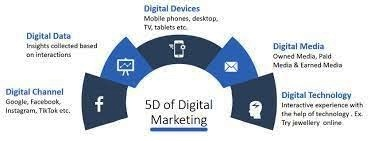 Digital Devices
Mobile phones, desktop,
TV, tablets etc.
Digital Data
Insights collected based
on interactions
Digital Media
Owned Media, Paid
Media & Earned Media
Digital Channel
Google, Facebook,
Instagram, TikTok etc.
f
Digital Technology
Interactive experience with
the help of technology . Ex.
Try jewellery online
5D of Digital
Marketing